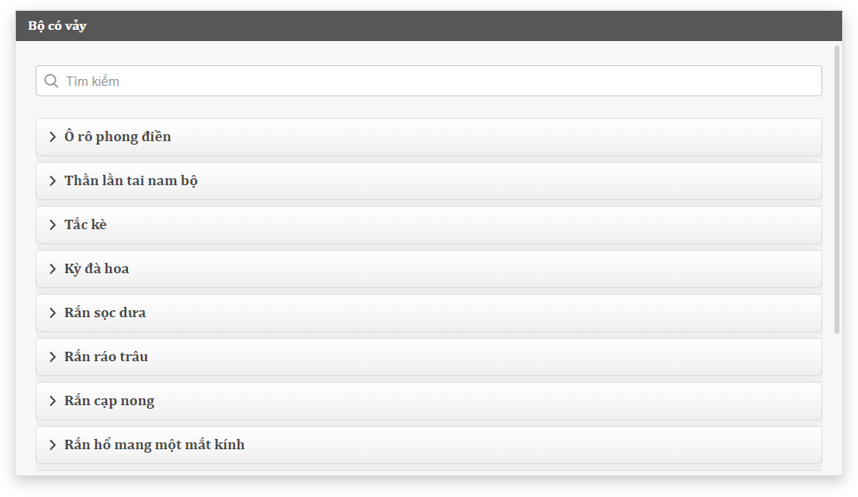 Bộ có vảy
Tìm kiếm
Ô rô phong điền
Thằn lằn tai nam bộ
Tắc kè
Kỳ đà hoa
Rắn sọc dưa
Rắn ráo trâu
Rắn cạp nong
Rắn hổ mang một mắt kính